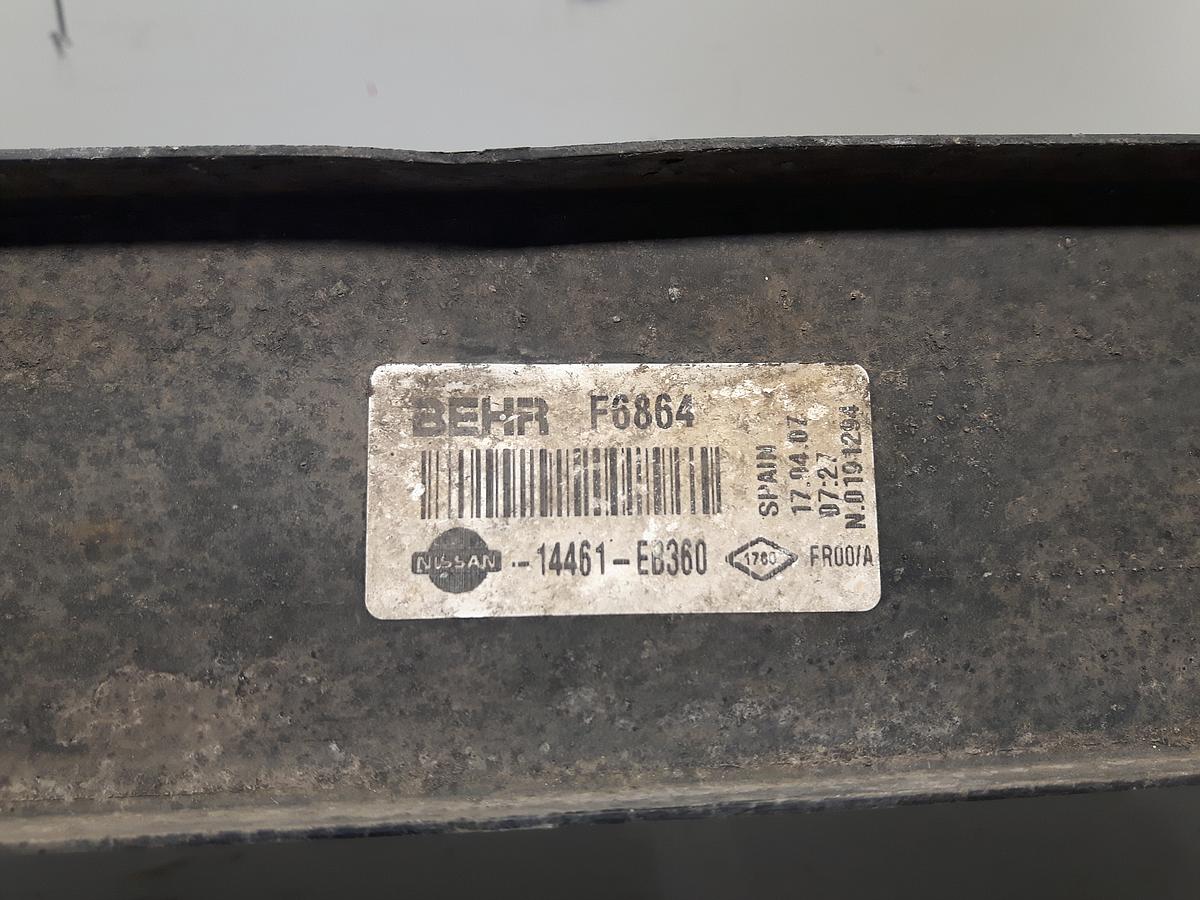 BEHR F6864
SPAIN
17.04.07
07:27
N.0191294
NISSAN -14461-EB360 1780 FR00/A